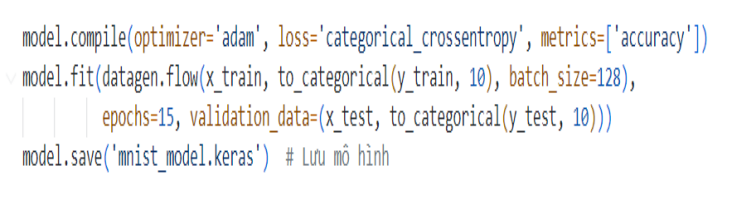 model.compile(optimizer='adam', loss='categorical_crossentropy', metrics=['accuracy'])
model.fit(datagen.flow(x_train, to_categorical(y_train, 10), batch_size=128),
epochs=15, validation_data=(x_test, to_categorical(y_test, 10)))
model.save('mnist_model.keras')  # Lưu mô hình